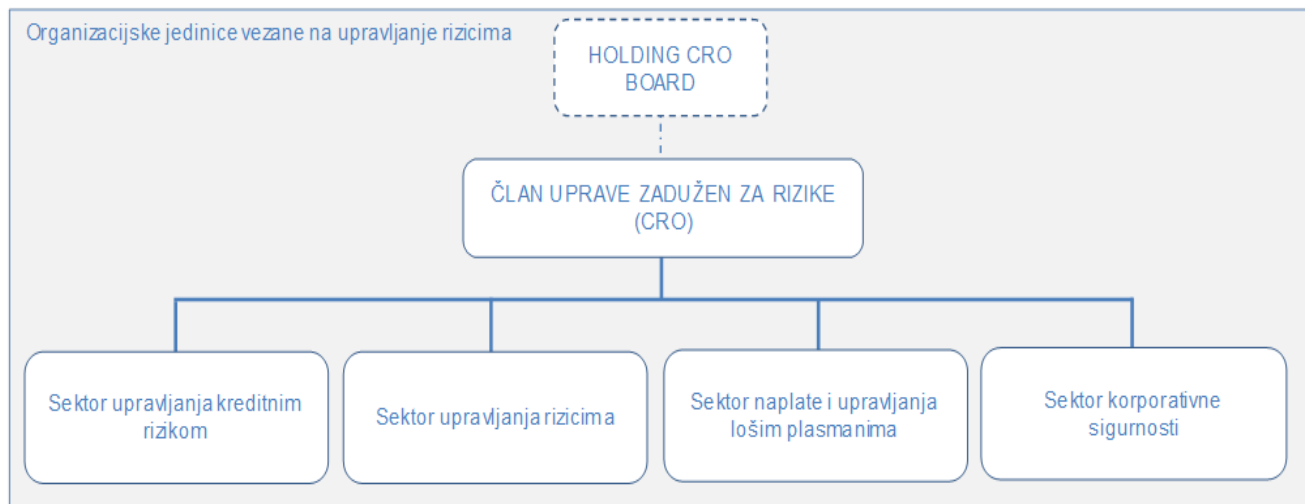 Organizacijske jedinice vezane na upravljanje rizicima
HOLDING CRO
BOARD
ČLAN UPRAVE ZADUŽEN ZA RIZIKE
(CRO)
Sektor upravljanja kreditnim
rizikom
Sektor upravljanja rizicima
Sektor naplate i upravljanja
lošim plasmanima
Sektor korporativne
sigurnosti